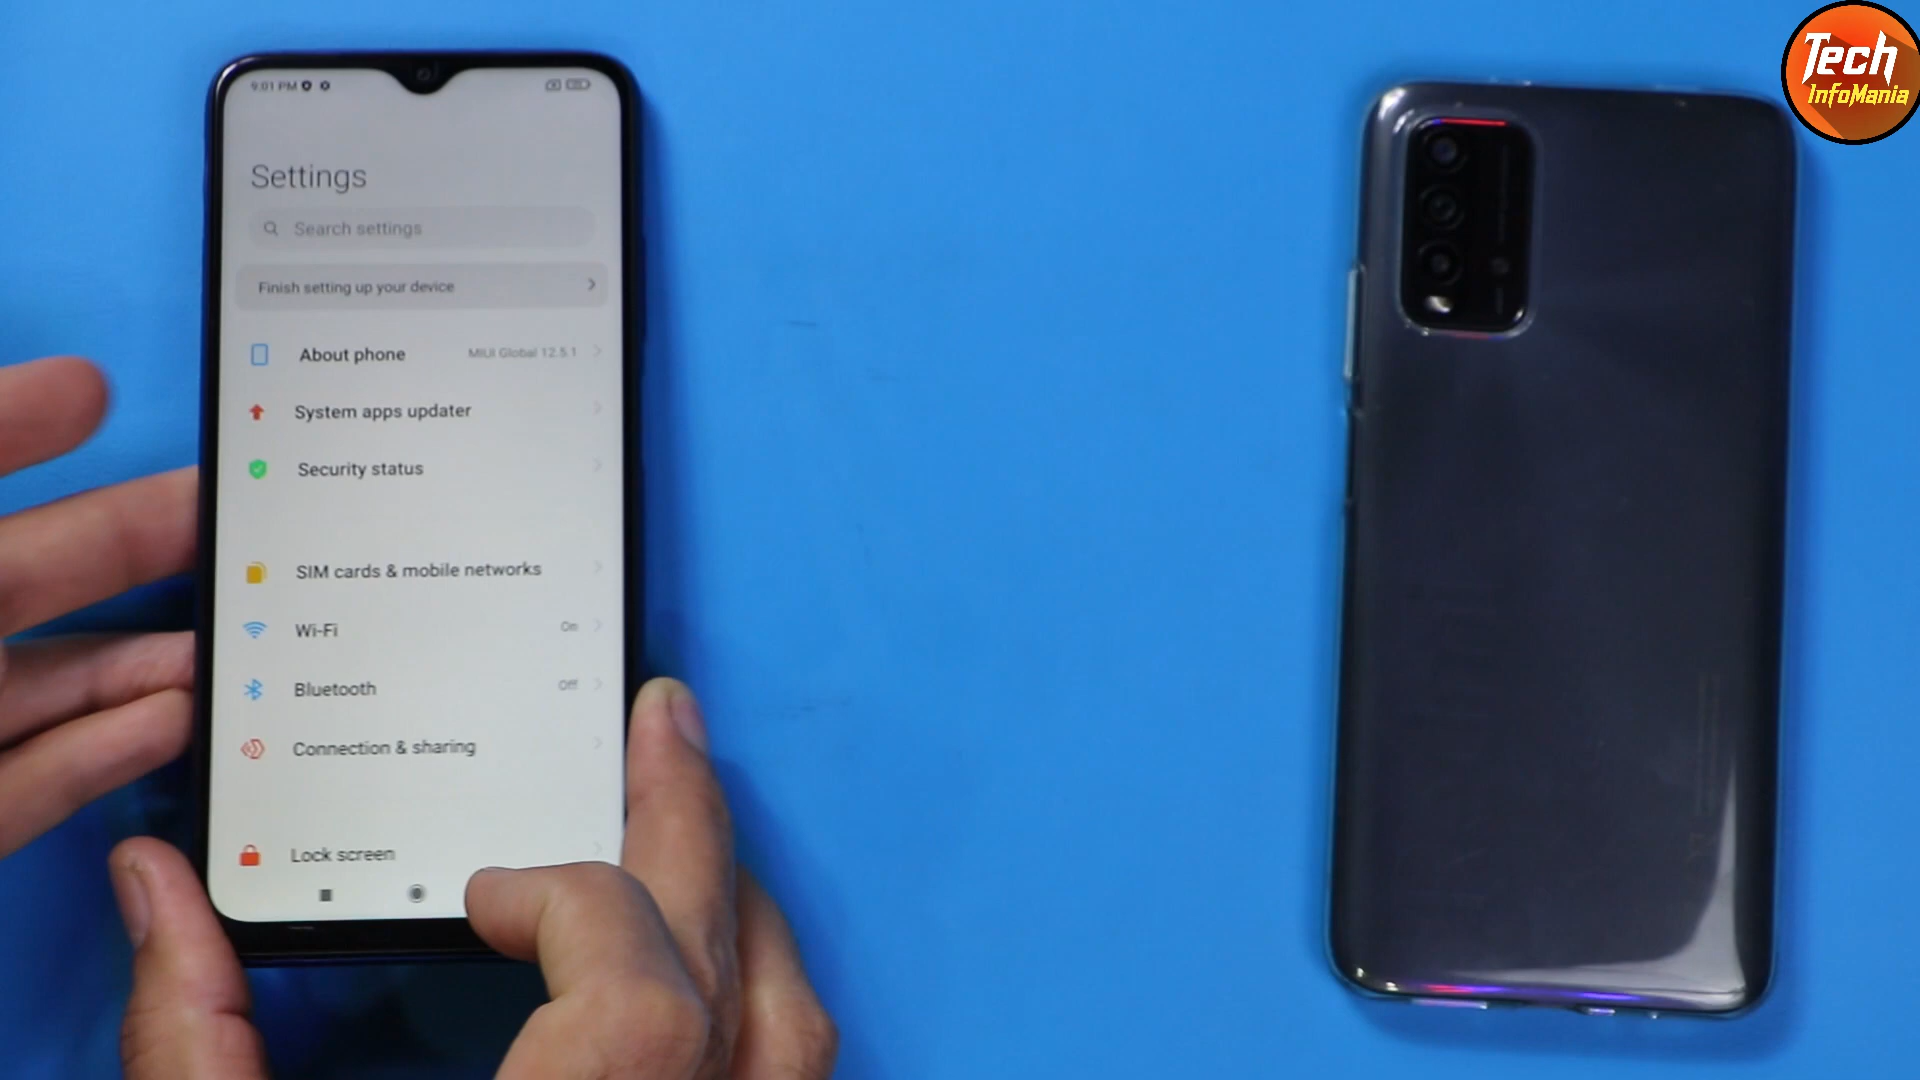 Tech
InfoMania
9:01 PM
Settings
Search settings
Finish setting up your device
About phone MIUI Global 12.5.1
System apps updater
Security status
SIM cards & mobile networks
Wi-Fi On
Bluetooth Off
Connection & sharing
Lock screen